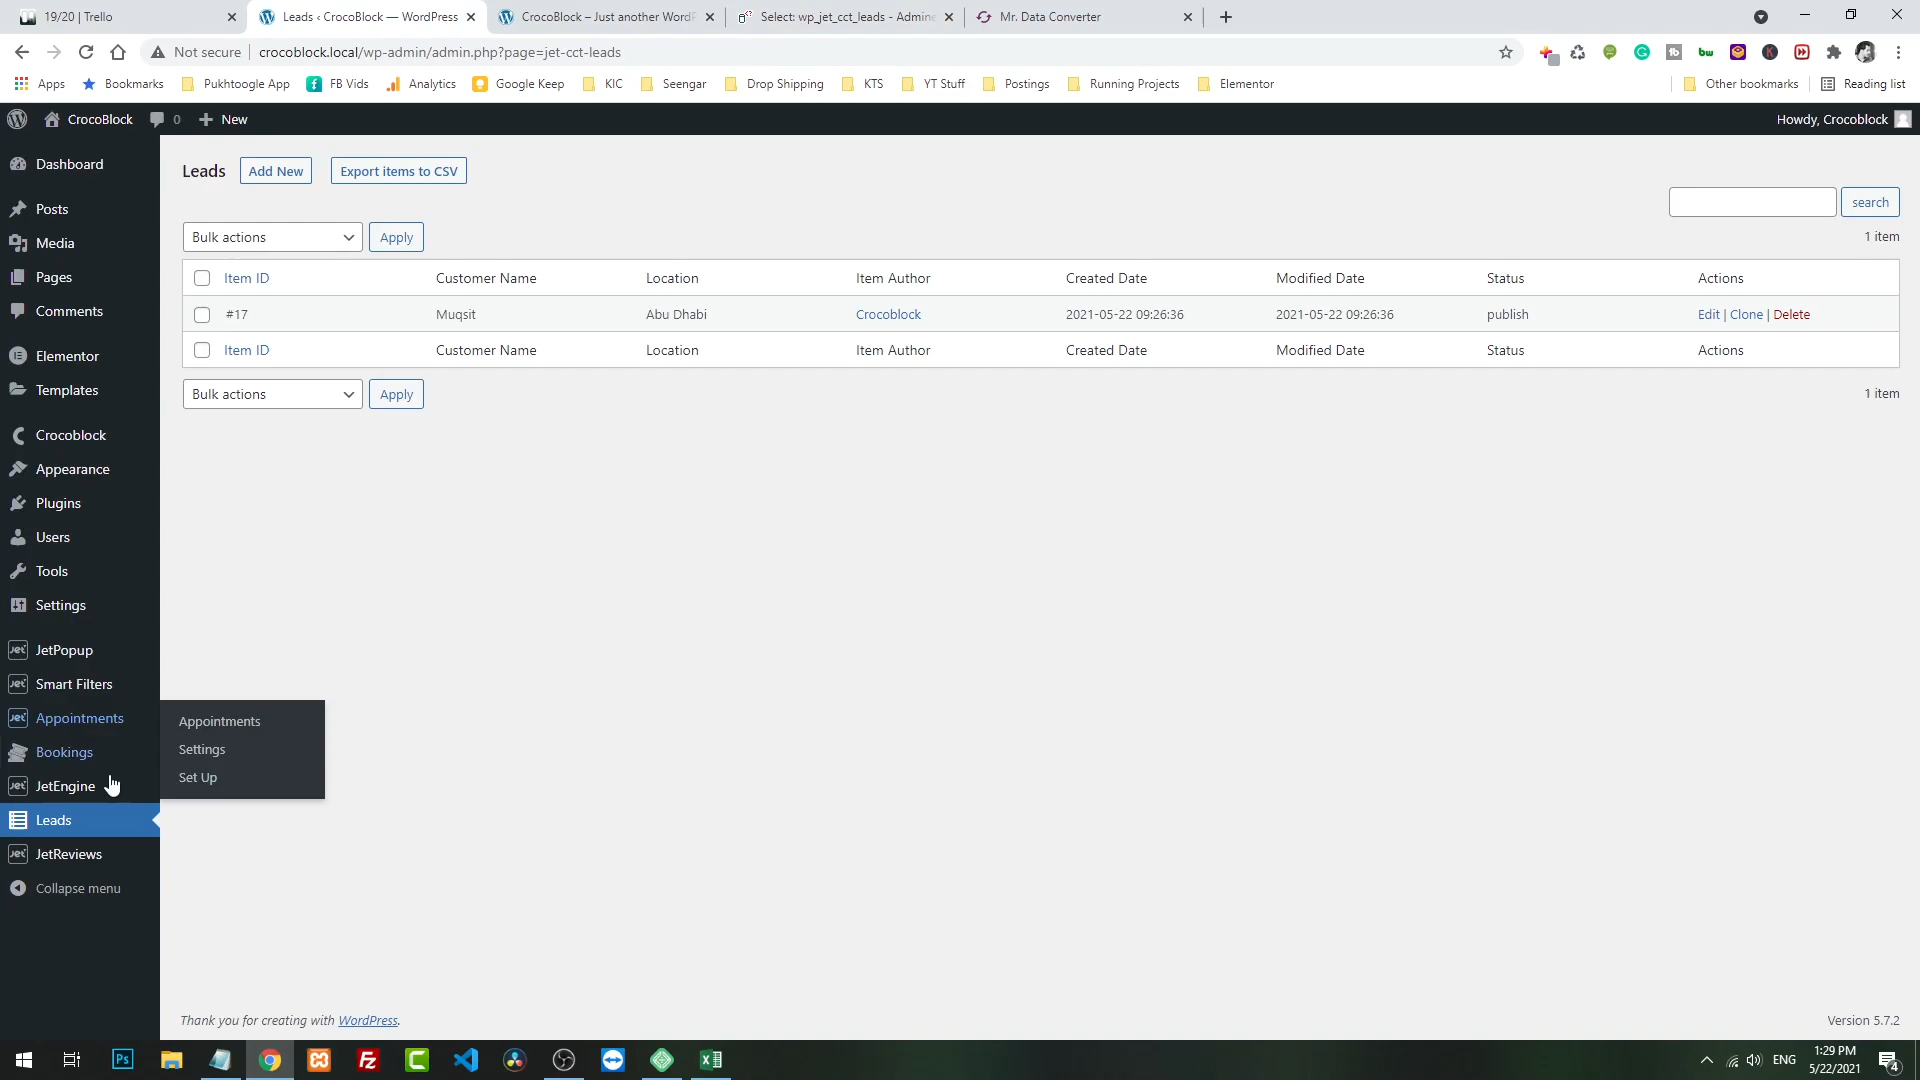 19/20 | Trello
Leads ‹ CrocoBlock — WordPress
CrocoBlock – Just another WordP
Select: wp_jet_cct_leads - Admine
Mr. Data Converter
Not secure
crocoblock.local/wp-admin/admin.php?page=jet-cct-leads
Apps
Bookmarks
Pukhtoogle App
FB Vids
Analytics
Google Keep
KIC
Seengar
Drop Shipping
KTS
YT Stuff
Postings
Running Projects
Elementor
Other bookmarks
Reading list
CrocoBlock
0
New
Howdy, Crocoblock
Dashboard
Posts
Media
Pages
Comments
Elementor
Templates
Crocoblock
Appearance
Plugins
Users
Tools
Settings
JetPopup
Smart Filters
Appointments
Bookings
JetEngine
Leads
JetReviews
Collapse menu
Appointments
Settings
Set Up
Leads
Add New
Export items to CSV
search
Bulk actions
Apply
1 item
Item ID Customer Name Location Item Author Created Date Modified Date Status Actions
#17 Muqsit Abu Dhabi Crocoblock 2021-05-22 09:26:36 2021-05-22 09:26:36 publish Edit | Clone | Delete
Item ID Customer Name Location Item Author Created Date Modified Date Status Actions
Bulk actions
Apply
1 item
Thank you for creating with WordPress.
Version 5.7.2
Ps
ENG
1:29 PM
5/22/2021
4